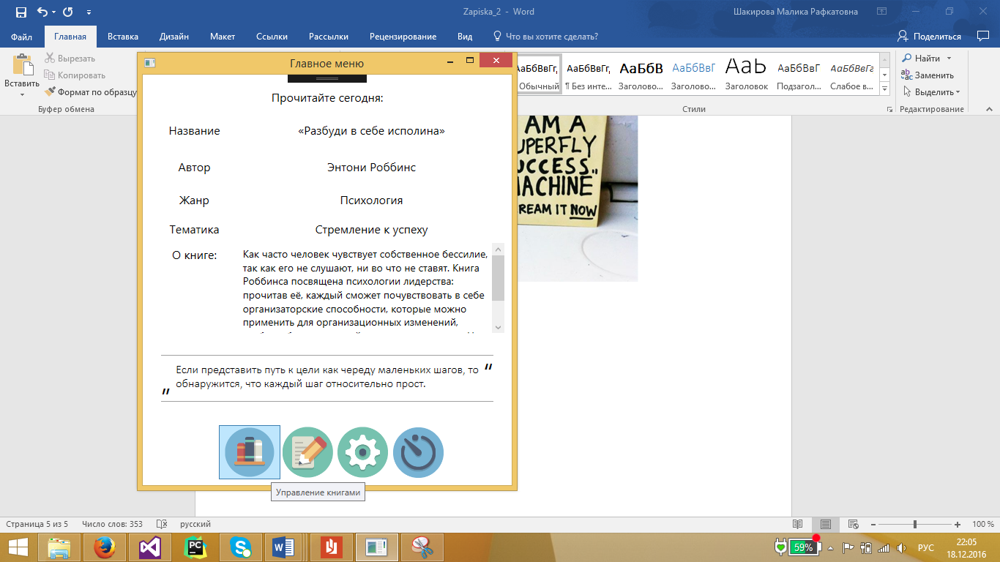 Zapiska_2 - Word
Шакирова Малика Рафкатовна
Файл
Главная
Вставка
Дизайн
Макет
Ссылки
Рассылки
Рецензирование
Вид
Что вы хотите сделать?
Поделиться
Вставить
Вырезать
Копировать
Формат по образцу
Буфер обмена
АаБбВвГг,
Обычный
АаБбВвГг,
¶ Без инте...
АаБбВ
Заголово...
АаБбВвГ
Заголово...
АаЬ
Заголовок
АаБбВвГ
Подзагол...
АаБбВвГг
Слабое в...
Стили
Найти
Заменить
Выделить
Редактирование
Главное меню
Прочитайте сегодня:
Название
«Разбуди в себе исполина»
Автор
Энтони Роббинс
Жанр
Психология
Тематика
Стремление к успеху
О книге:
Как часто человек чувствует собственное бессилие,
так как его не слушают, ни во что не ставят. Книга
Роббинса посвящена психологии лидерства:
прочитав её, каждый сможет почувствовать в себе
организаторские способности, которые можно
применить для организационных изменений,
Если представить путь к цели как череду маленьких шагов, то
обнаружится, что каждый шаг относительно прост.
Управление книгами
AM A
UPERFLY
UCCESS..
MACHINE
REAM IT NOW
Страница 5 из 5
Число слов: 353
русский
100 %
PC
59%
РУС
22:05
18.12.2016